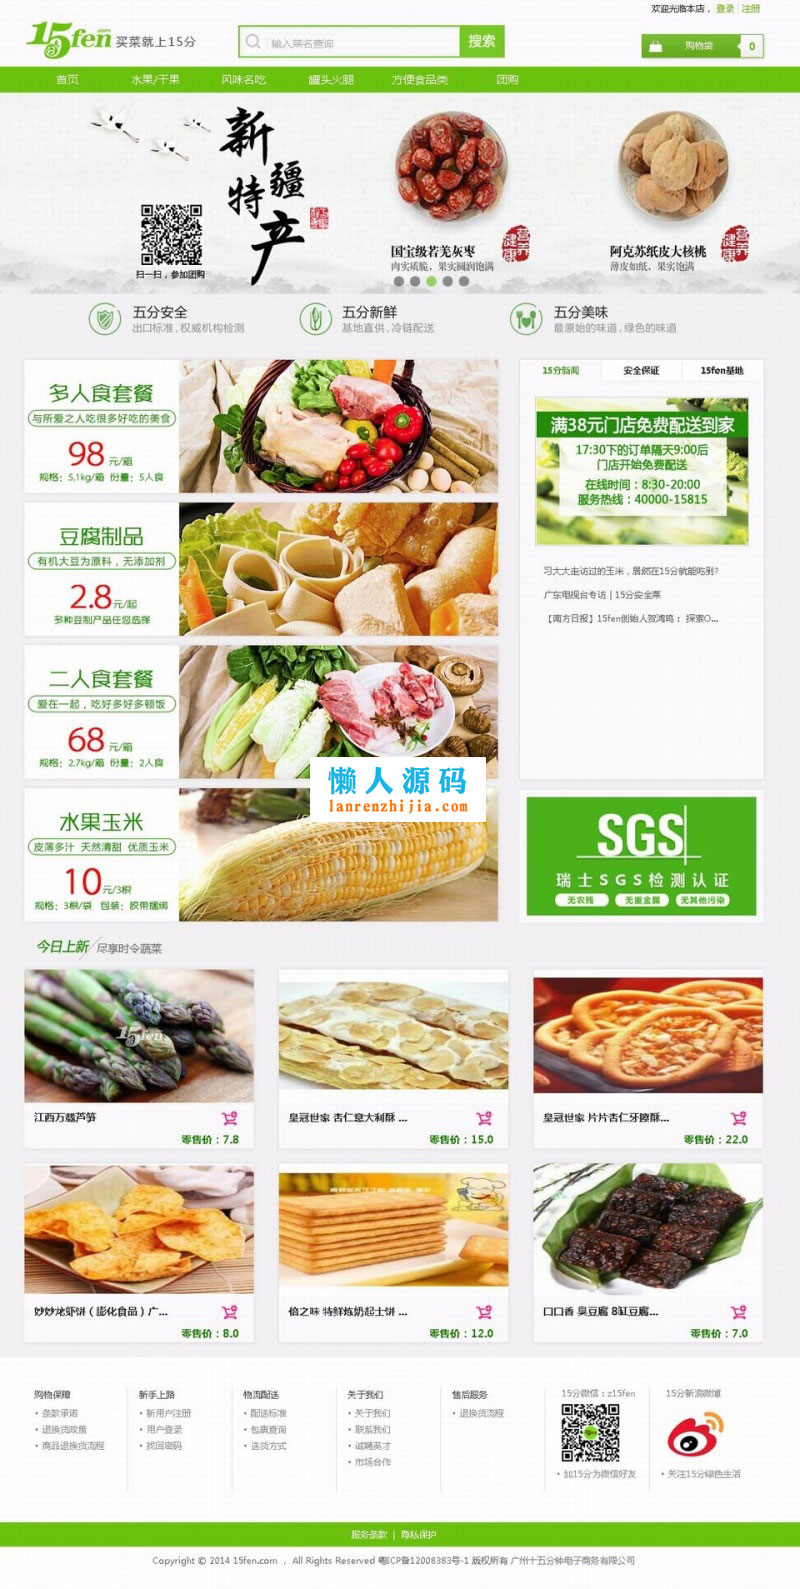 欢迎光临本店， 登录 | 注册
15fen.com
15分
买菜就上15分
输入菜名查询
搜索
购物袋
0
首页 水果/干果 风味名吃 罐头火腿 方便食品类 团购
新疆特产
扫一扫，参加团购
国宝级若羌灰枣
肉实质脆、果实圆润饱满
营养健康
阿克苏纸皮大核桃
薄皮如纸，果实饱满
营养健康
五分安全
出口标准,权威机构检测
五分新鲜
基地直供,冷链配送
五分美味
最原始的味道,绿色的味道
多人食套餐
与所爱之人吃很多好吃的美食
98 元/箱
规格：5.1kg/箱 份量：5人食
豆腐制品
有机大豆为原料，无添加剂
2.8元/起
多种豆制产品任您选择
二人食套餐
爱在一起，吃好多好多顿饭
68 元/箱
规格：2.7kg/箱 份量：2人食
水果玉米
皮薄多汁 天然清甜 优质玉米
10元/3根
规格：3根/袋 包装：胶带捆绑
15分新闻 安全保证 15fen基地
满38元门店免费配送到家
17:30下的订单隔天9:00后
门店开始免费配送
在线时间：8:30-20:00
服务热线：40000-15815
习大大走访过的玉米，居然在15分就能吃到?
广东电视台专访 | 15分安全菜
【南方日报】15fen创始人贺鸿鸣： 探索O...
懒人源码
lanrenzhijia.com
SGS
瑞士SGS检测认证
无农残 无重金属 无其他污染
今日上新 尽享时令蔬菜
15fen
江西万载芦笋
零售价：7.8
皇冠世家 杏仁意大利酥 ...
零售价：15.0
皇冠世家 片片杏仁牙擦酥...
零售价：22.0
妙妙龙虾饼（膨化食品）广...
零售价：8.0
倍之味 特鲜炼奶起士饼 ...
零售价：12.0
口口香 臭豆腐 8缸豆腐...
零售价：7.0
购物保障
• 条款承诺
• 退换货政策
• 商品退换货流程
新手上路
• 新用户注册
• 用户登录
• 找回密码
物流配送
• 配送标准
• 包裹查询
• 送货方式
关于我们
• 关于我们
• 联系我们
• 诚聘英才
• 市场合作
售后服务
• 退换货流程
15分微信：z15fen
• 加15分为微信好友
15分新浪微博
• 关注15分绿色生活
服务条款 | 隐私保护
Copyright © 2014 15fen.com ， All Rights Reserved 粤ICP备12008383号-1 版权所有 广州十五分钟电子商务有限公司